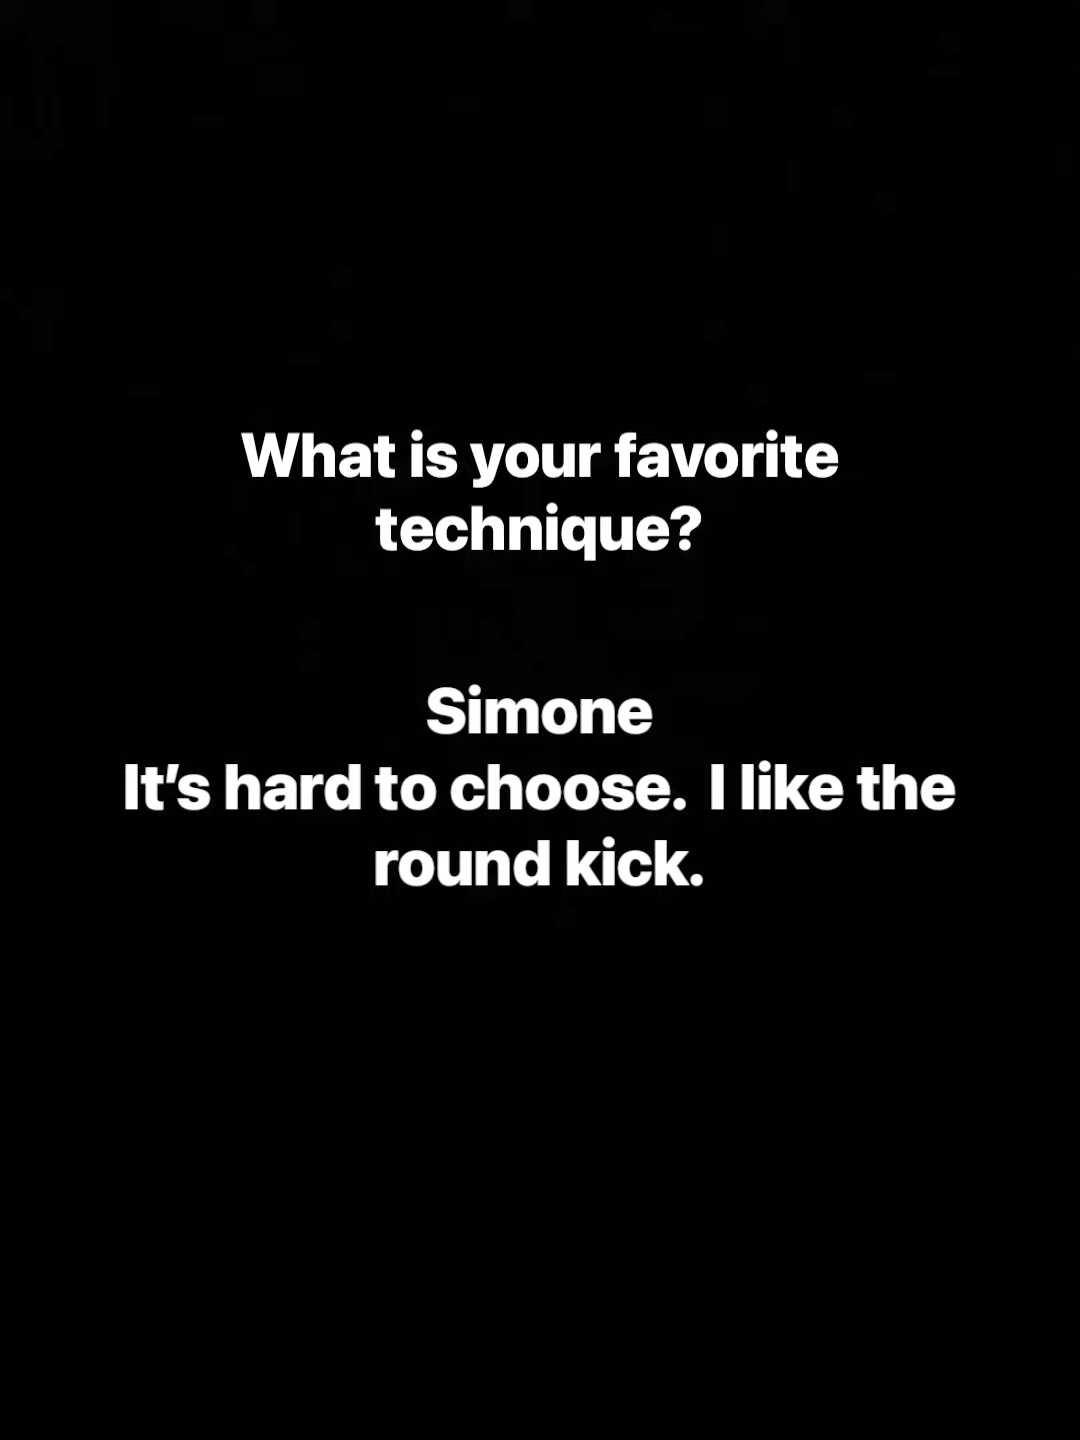 What is your favorite
technique?
Simone
It's hard to choose.  I like the
round kick.